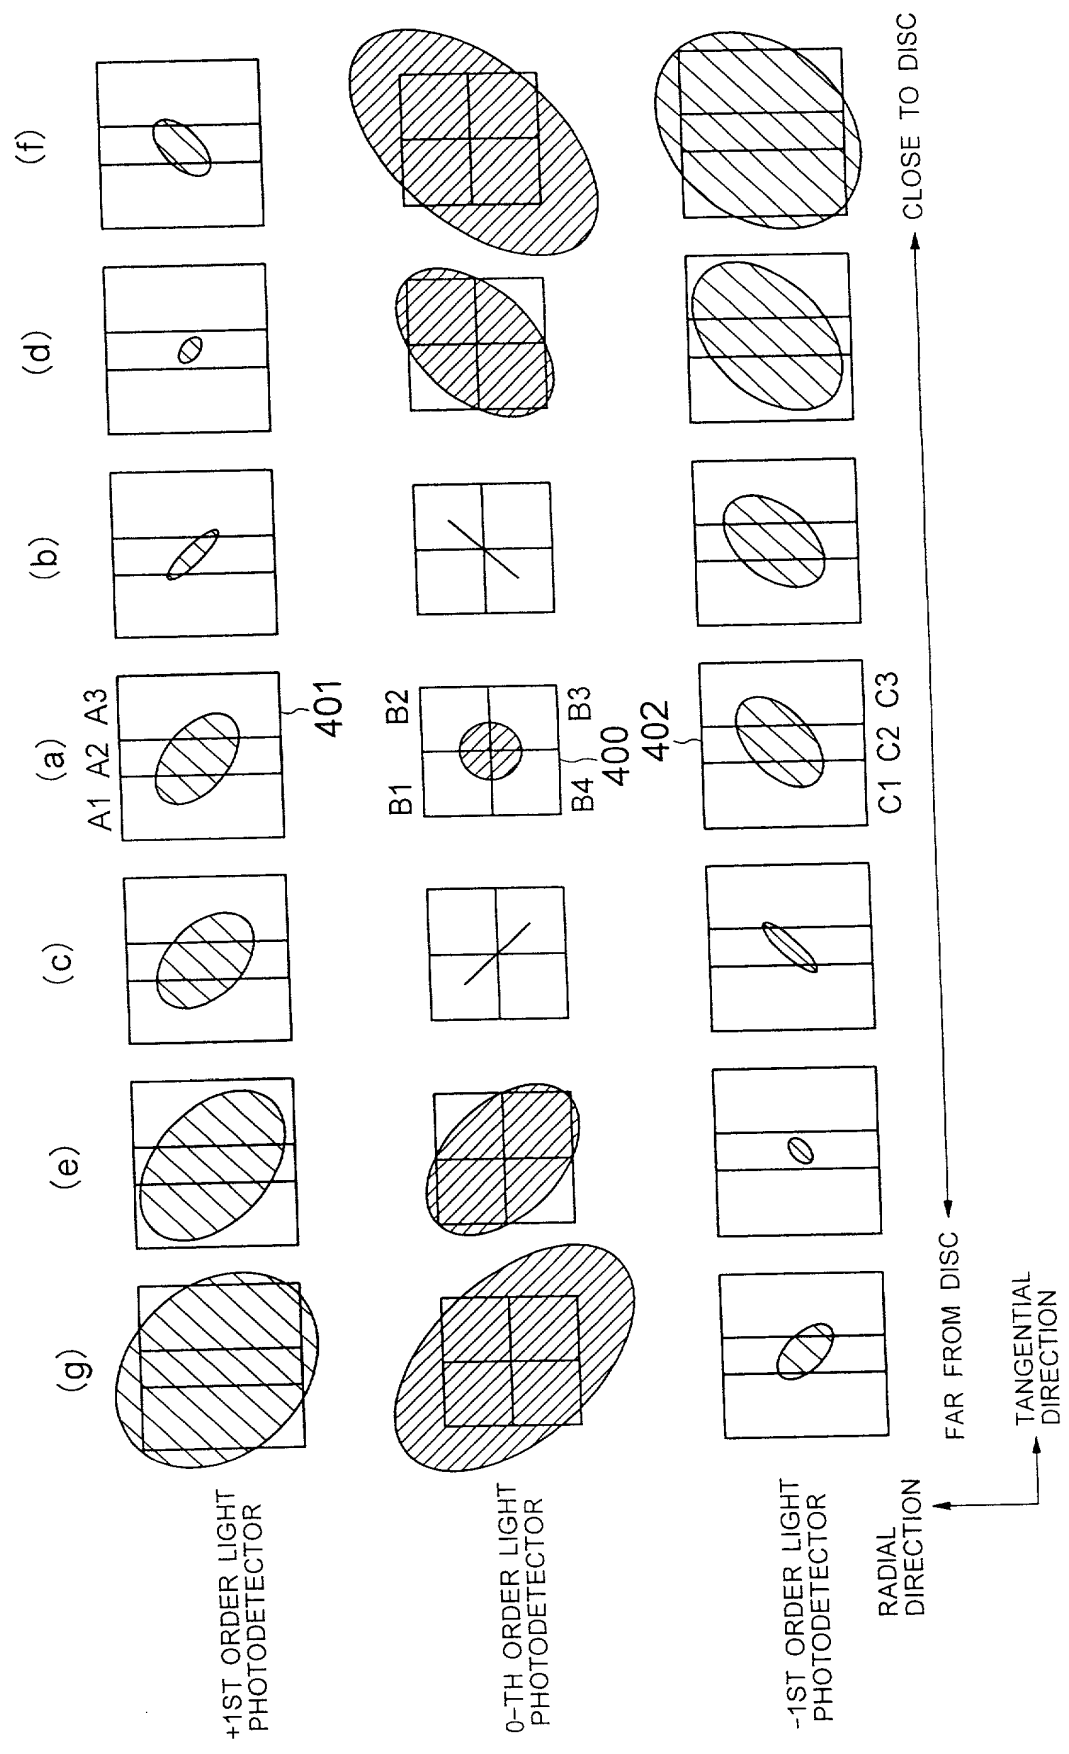 (g)
(e)
(c)
(a)
(b)
(d)
(f)
+1ST ORDER LIGHT
PHOTODETECTOR
A1 A2 A3
401
0-TH ORDER LIGHT
PHOTODETECTOR
B1
B2
B4
B3
400
402
-1ST ORDER LIGHT
PHOTODETECTOR
C1 C2 C3
FAR FROM DISC
CLOSE TO DISC
RADIAL
DIRECTION
TANGENTIAL
DIRECTION